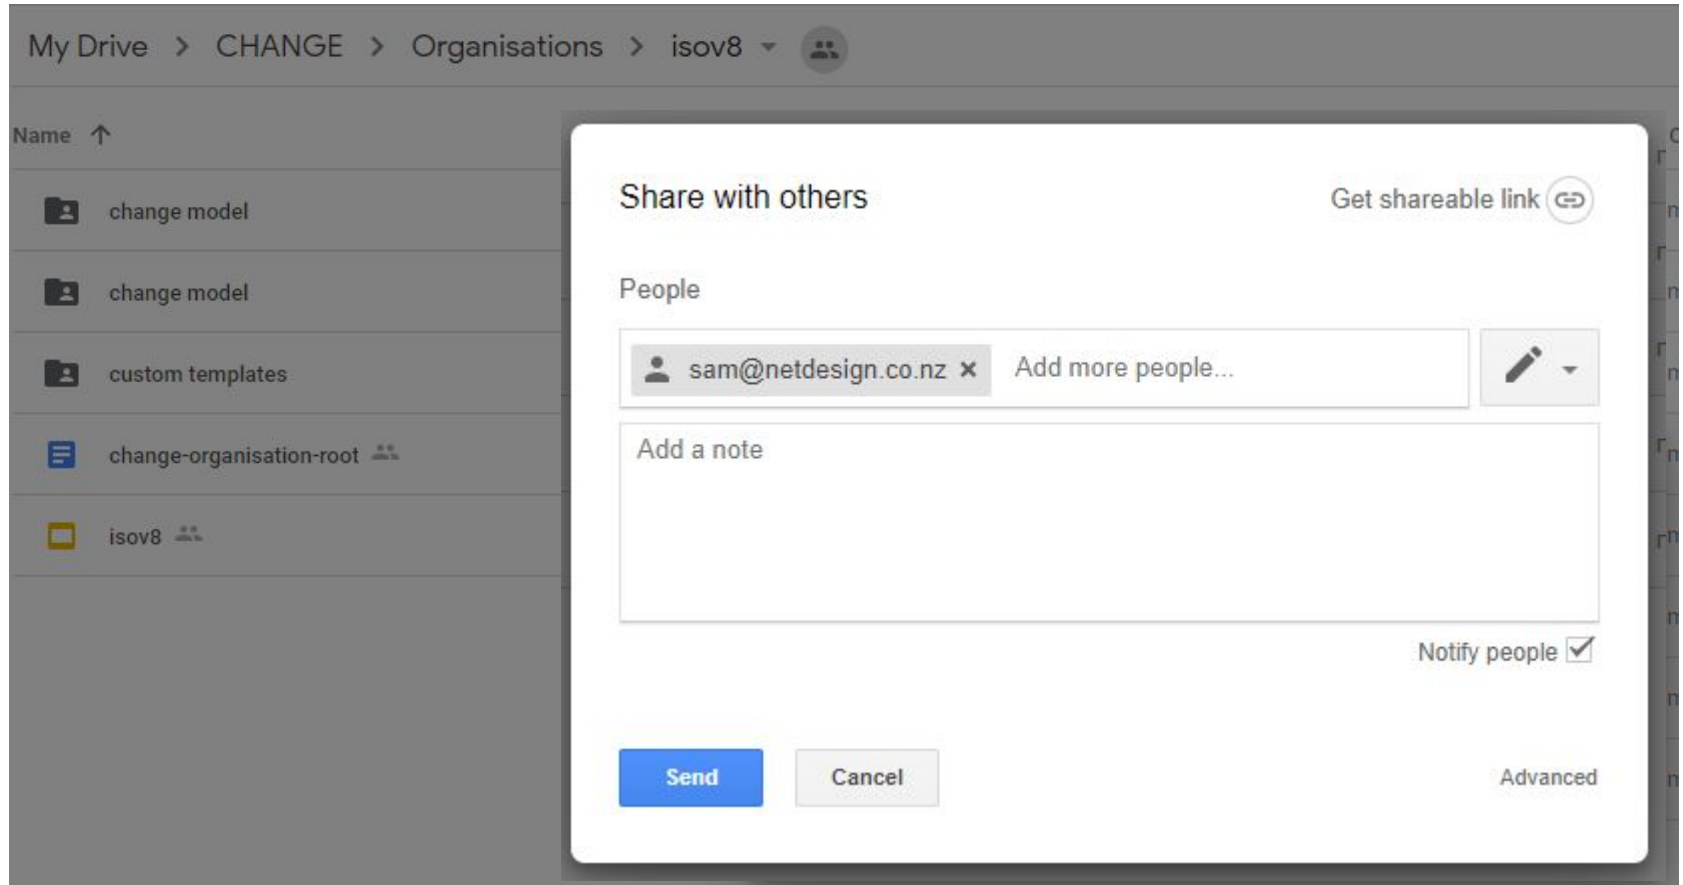 My Drive > CHANGE > Organisations > isov8
Name
change model
change model
custom templates
change-organisation-root
isov8
Share with others
Get shareable link
People
sam@netdesign.co.nz × Add more people...
Add a note
Notify people
Send Cancel Advanced